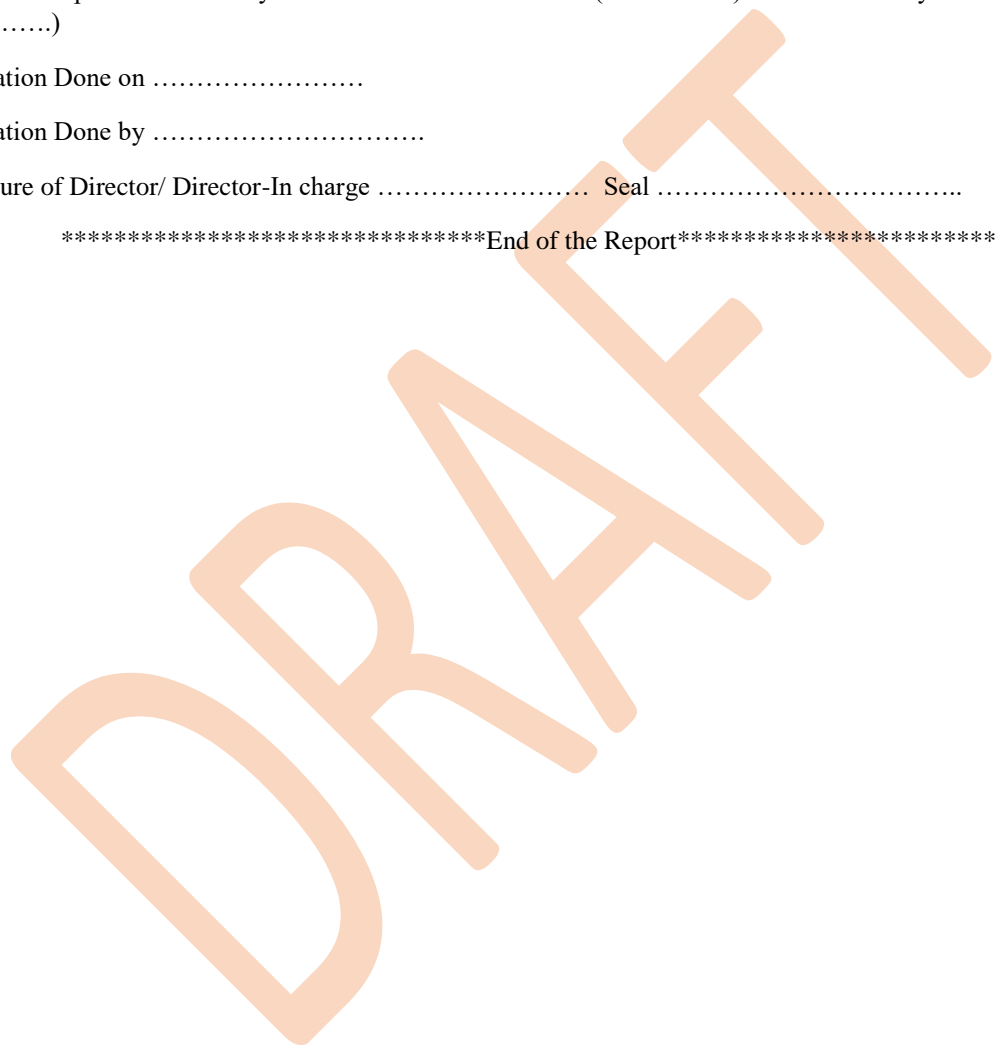 …….)
ation Done on ……………………
ation Done by ………………………….
ure of Director/ Director-In charge …………………… Seal ……………………………..
********************************End of the Report************************
DRAFT